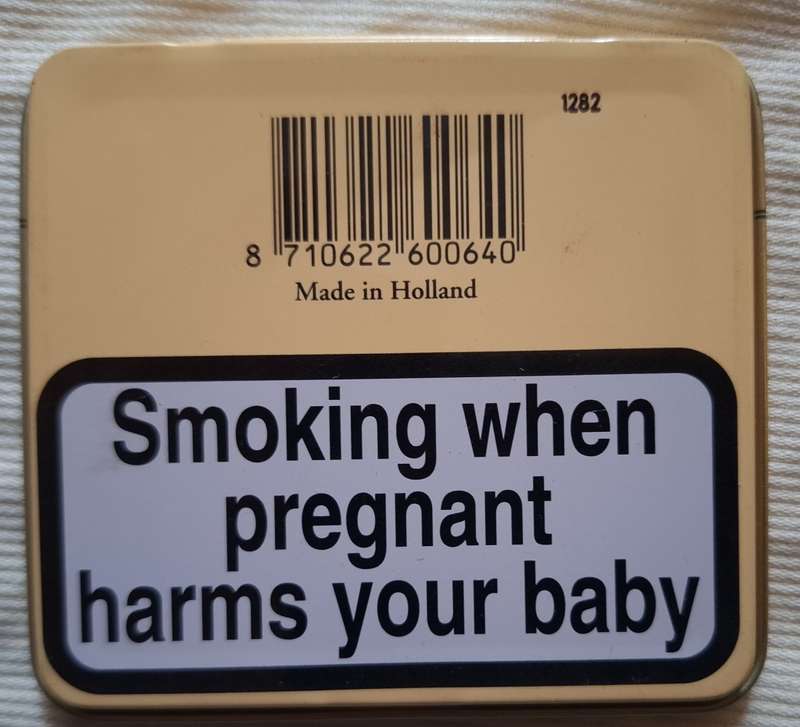 1282
8 710622 600640
Made in Holland
Smoking when
pregnant
harms your baby